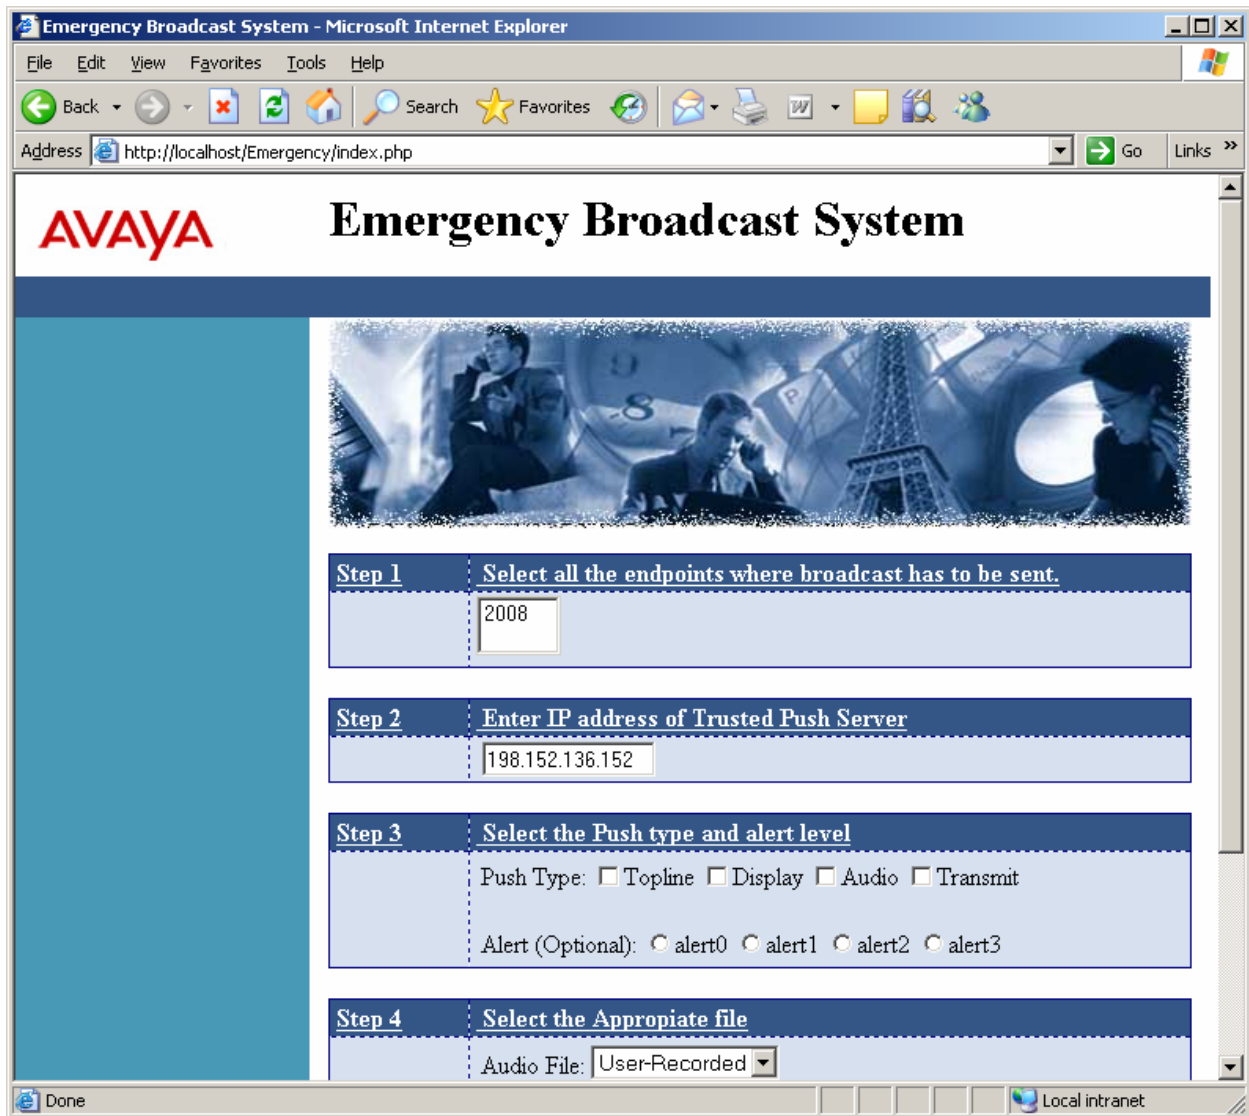 Emergency Broadcast System - Microsoft Internet Explorer
File Edit View Favorites Tools Help
Back Search Favorites
Address http://localhost/Emergency/index.php Go Links »
AVAYA
Emergency Broadcast System
Step 1 Select all the endpoints where broadcast has to be sent.
2008
Step 2 Enter IP address of Trusted Push Server
198.152.136.152
Step 3 Select the Push type and alert level
Push Type: Topline Display Audio Transmit
Alert (Optional): alert0 alert1 alert2 alert3
Step 4 Select the Appropiate file
Audio File: User-Recorded
Done Local intranet